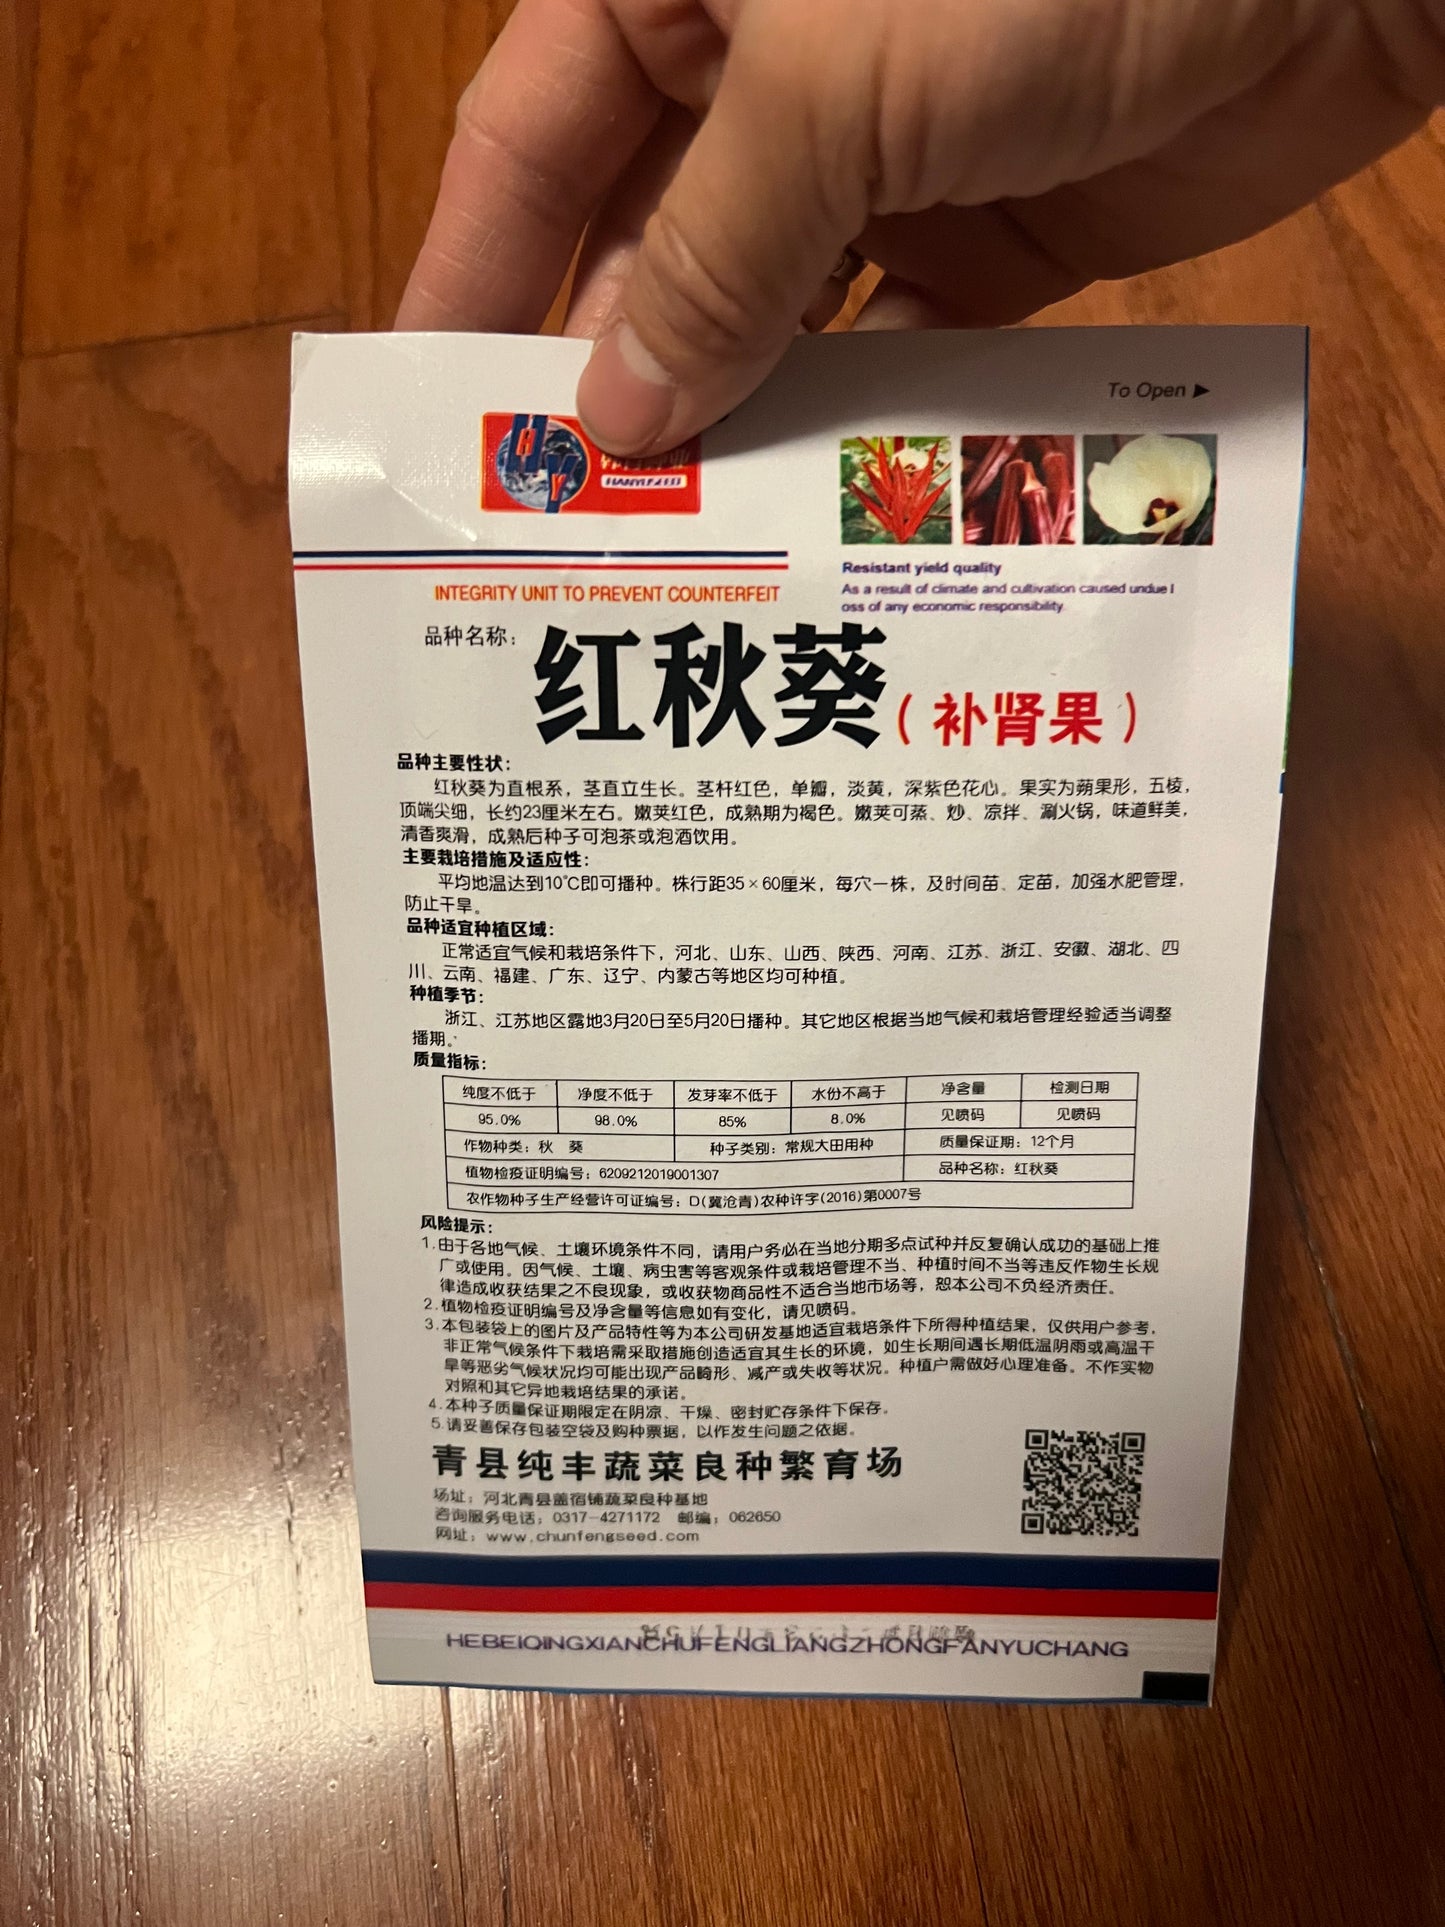 To Open ▶
HY
HANYUSEED
Resistant yield quality
As a result of climate and cultivation caused undue l
oss of any economic responsibility.
INTEGRITY UNIT TO PREVENT COUNTERFEIT
品种名称：红秋葵（补肾果）
品种主要性状：
红秋葵为直根系，茎直立生长。茎杆红色，单瓣，淡黄，深紫色花心。果实为蒴果形，五棱，
顶端尖细，长约23厘米左右。嫩荚红色，成熟期为褐色。嫩荚可蒸、炒、凉拌、涮火锅，味道鲜美，
清香爽滑，成熟后种子可泡茶或泡酒饮用。
主要栽培措施及适应性：
平均地温达到10℃即可播种。株行距35×60厘米，每穴一株，及时间苗、定苗，加强水肥管理，
防止干旱。
品种适宜种植区域：
正常适宜气候和栽培条件下，河北、山东、山西、陕西、河南、江苏、浙江、安徽、湖北、四
川、云南、福建、广东、辽宁、内蒙古等地区均可种植。
种植季节：
浙江、江苏地区露地3月20日至5月20日播种。其它地区根据当地气候和栽培管理经验适当调整
播期。
质量指标：
纯度不低于 净度不低于 发芽率不低于 水份不高于 净含量 检测日期
95.0% 98.0% 85% 8.0% 见喷码 见喷码
作物种类：秋 葵 种子类别：常规大田用种 质量保证期：12个月
植物检疫证明编号：6209212019001307 品种名称：红秋葵
农作物种子生产经营许可证编号：D(冀沧青)农种许字(2016)第0007号
风险提示：
1.由于各地气候、土壤环境条件不同，请用户务必在当地分期多点试种并反复确认成功的基础上推
广或使用。因气候、土壤、病虫害等客观条件或栽培管理不当、种植时间不当等违反作物生长规
律造成收获结果之不良现象，或收获物商品性不适合当地市场等，恕本公司不负经济责任。
2.植物检疫证明编号及净含量等信息如有变化，请见喷码。
3.本包装袋上的图片及产品特性等为本公司研发基地适宜栽培条件下所得种植结果，仅供用户参考，
非正常气候条件下栽培需采取措施创造适宜其生长的环境，如生长期间遇长期低温阴雨或高温干
旱等恶劣气候状况均可能出现产品畸形、减产或失收等状况。种植户需做好心理准备。不作实物
对照和其它异地栽培结果的承诺。
4.本种子质量保证期限定在阴凉、干燥、密封贮存条件下保存。
5.请妥善保存包装空袋及购种票据，以作发生问题之依据。
青县纯丰蔬菜良种繁育场
场址：河北青县盖宿铺蔬菜良种基地
咨询服务电话：0317-4271172 邮编：062650
网址：www.chunfengseed.com
HEBEIQINGXIANCHUFENGLIANGZHONGFANYUCHANG